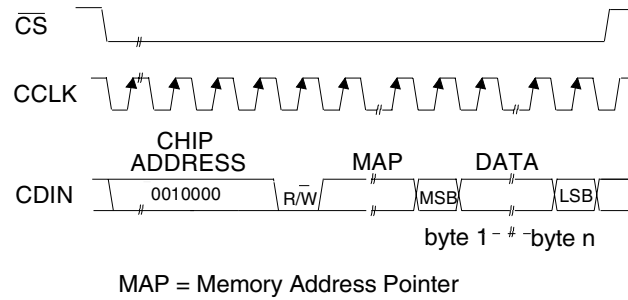 CS
CCLK
CHIP
ADDRESS
MAP
DATA
CDIN
0010000
R/W
MSB
LSB
byte 1
byte n
MAP = Memory Address Pointer